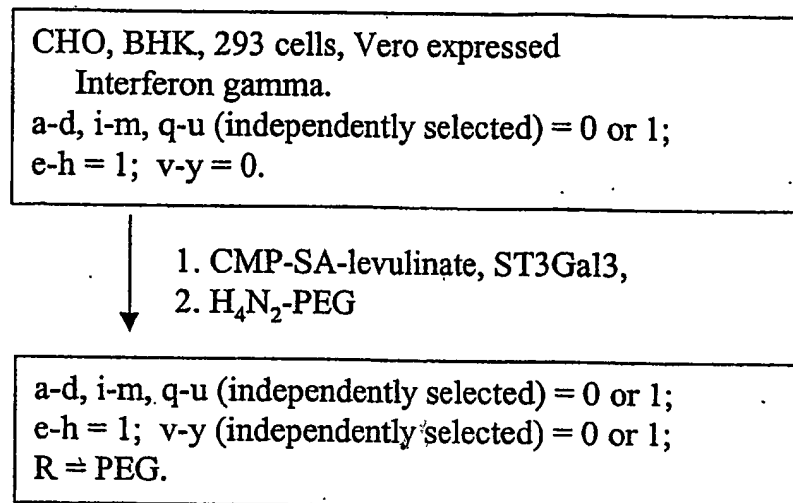 CHO, BHK, 293 cells, Vero expressed
Interferon gamma.
a-d, i-m, q-u (independently selected) = 0 or 1;
e-h = 1; v-y = 0.
1. CMP-SA-levulinate, ST3Gal3,
2. H₄N₂-PEG
a-d, i-m, q-u (independently selected) = 0 or 1;
e-h = 1; v-y (independently selected) = 0 or 1;
R = PEG.